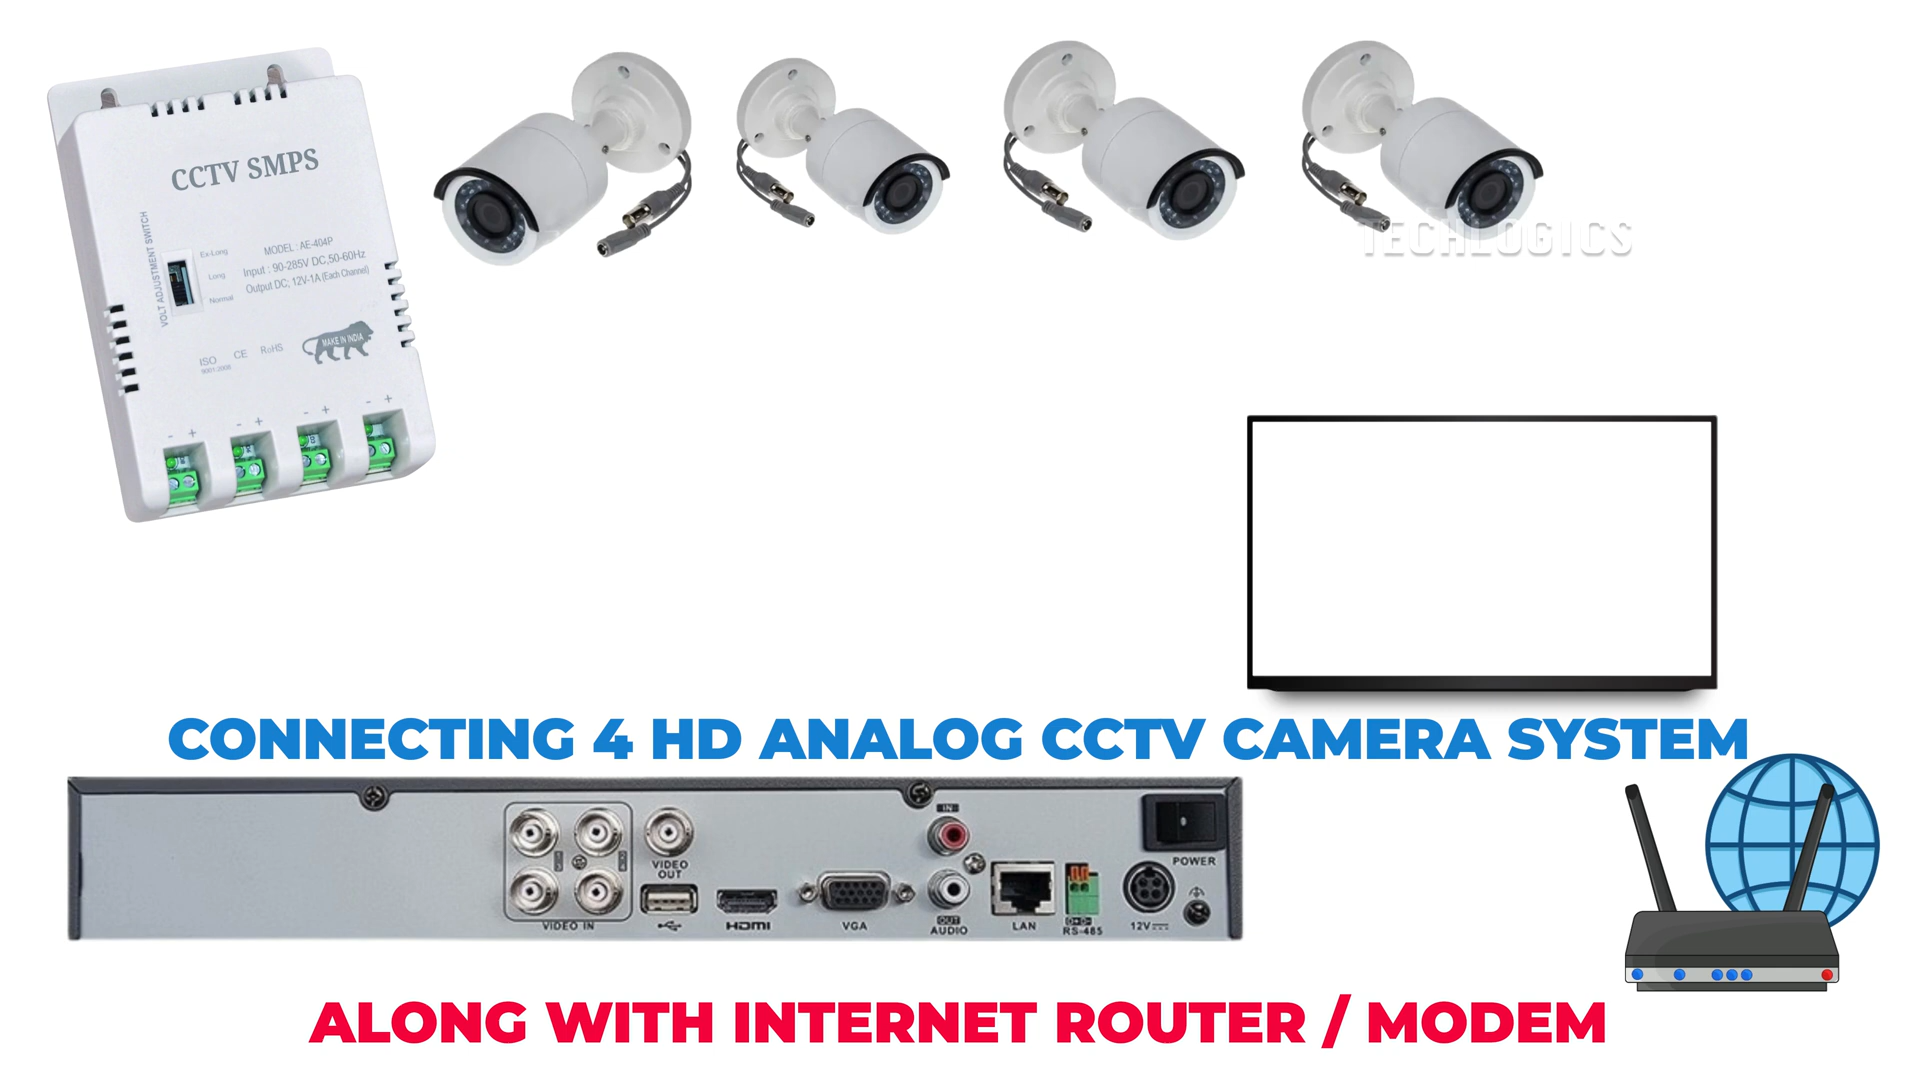 CCTV SMPS
VOLT ADJUSTMENT SWITCH
Ex-Long
Long
Normal
MODEL : AE-404P
Input : 90-285V DC,50-60Hz
Output DC; 12V-1A (Each Channel)
ISO
9001-2008
CE
RoHS
MAKE IN INDIA
- + - + - + - +
TECHLOGICS
CONNECTING 4 HD ANALOG CCTV CAMERA SYSTEM
IN
POWER
VIDEO
OUT
VIDEO IN
HDMI
VGA
OUT
AUDIO
LAN
D+ D-
RS-485
12V
ALONG WITH INTERNET ROUTER / MODEM